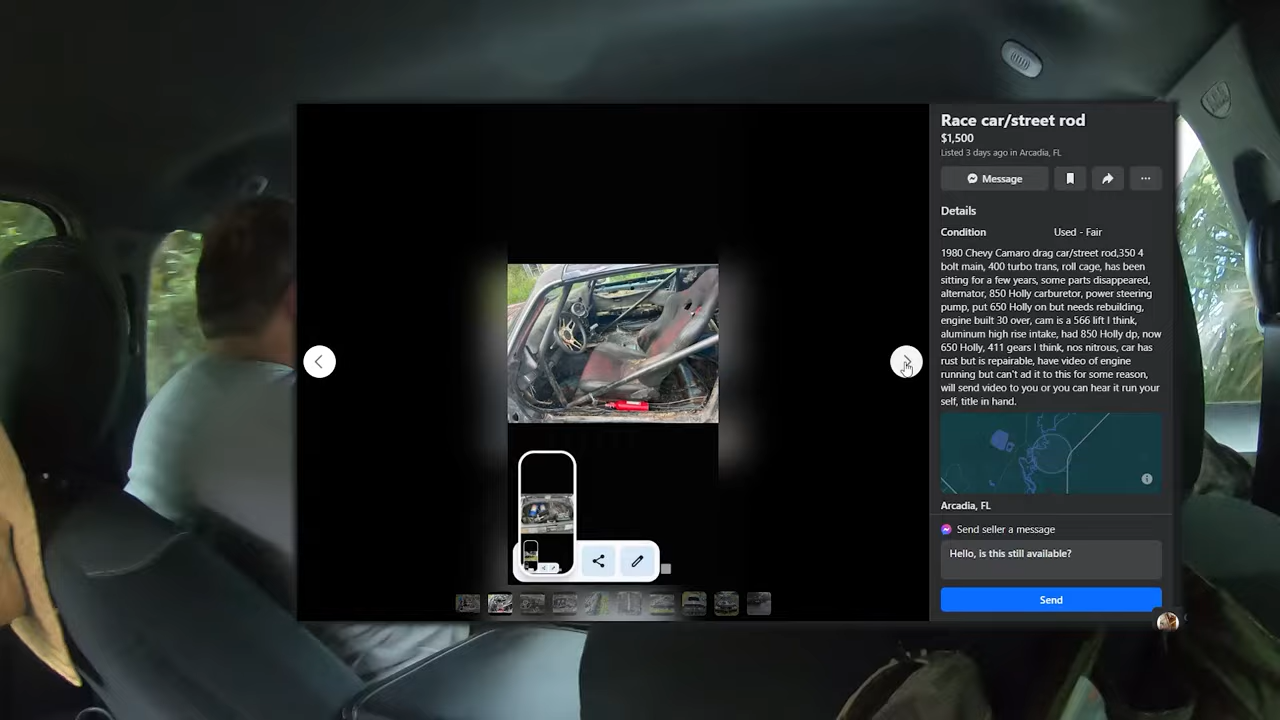 Race car/street rod
$1,500
Listed 3 days ago in Arcadia, FL
Message
Details
Condition Used - Fair
1980 Chevy Camaro drag car/street rod,350 4
bolt main, 400 turbo trans, roll cage, has been
sitting for a few years, some parts disappeared,
alternator, 850 Holly carburetor, power steering
pump, put 650 Holly on but needs rebuilding,
engine built 30 over, cam is a 566 lift I think,
aluminum high rise intake, had 850 Holly dp, now
650 Holly, 411 gears I think, nos nitrous, car has
rust but is repairable, have video of engine
running but can't ad it to this for some reason,
will send video to you or you can hear it run your
self, title in hand.
Arcadia, FL
Send seller a message
Hello, is this still available?
Send